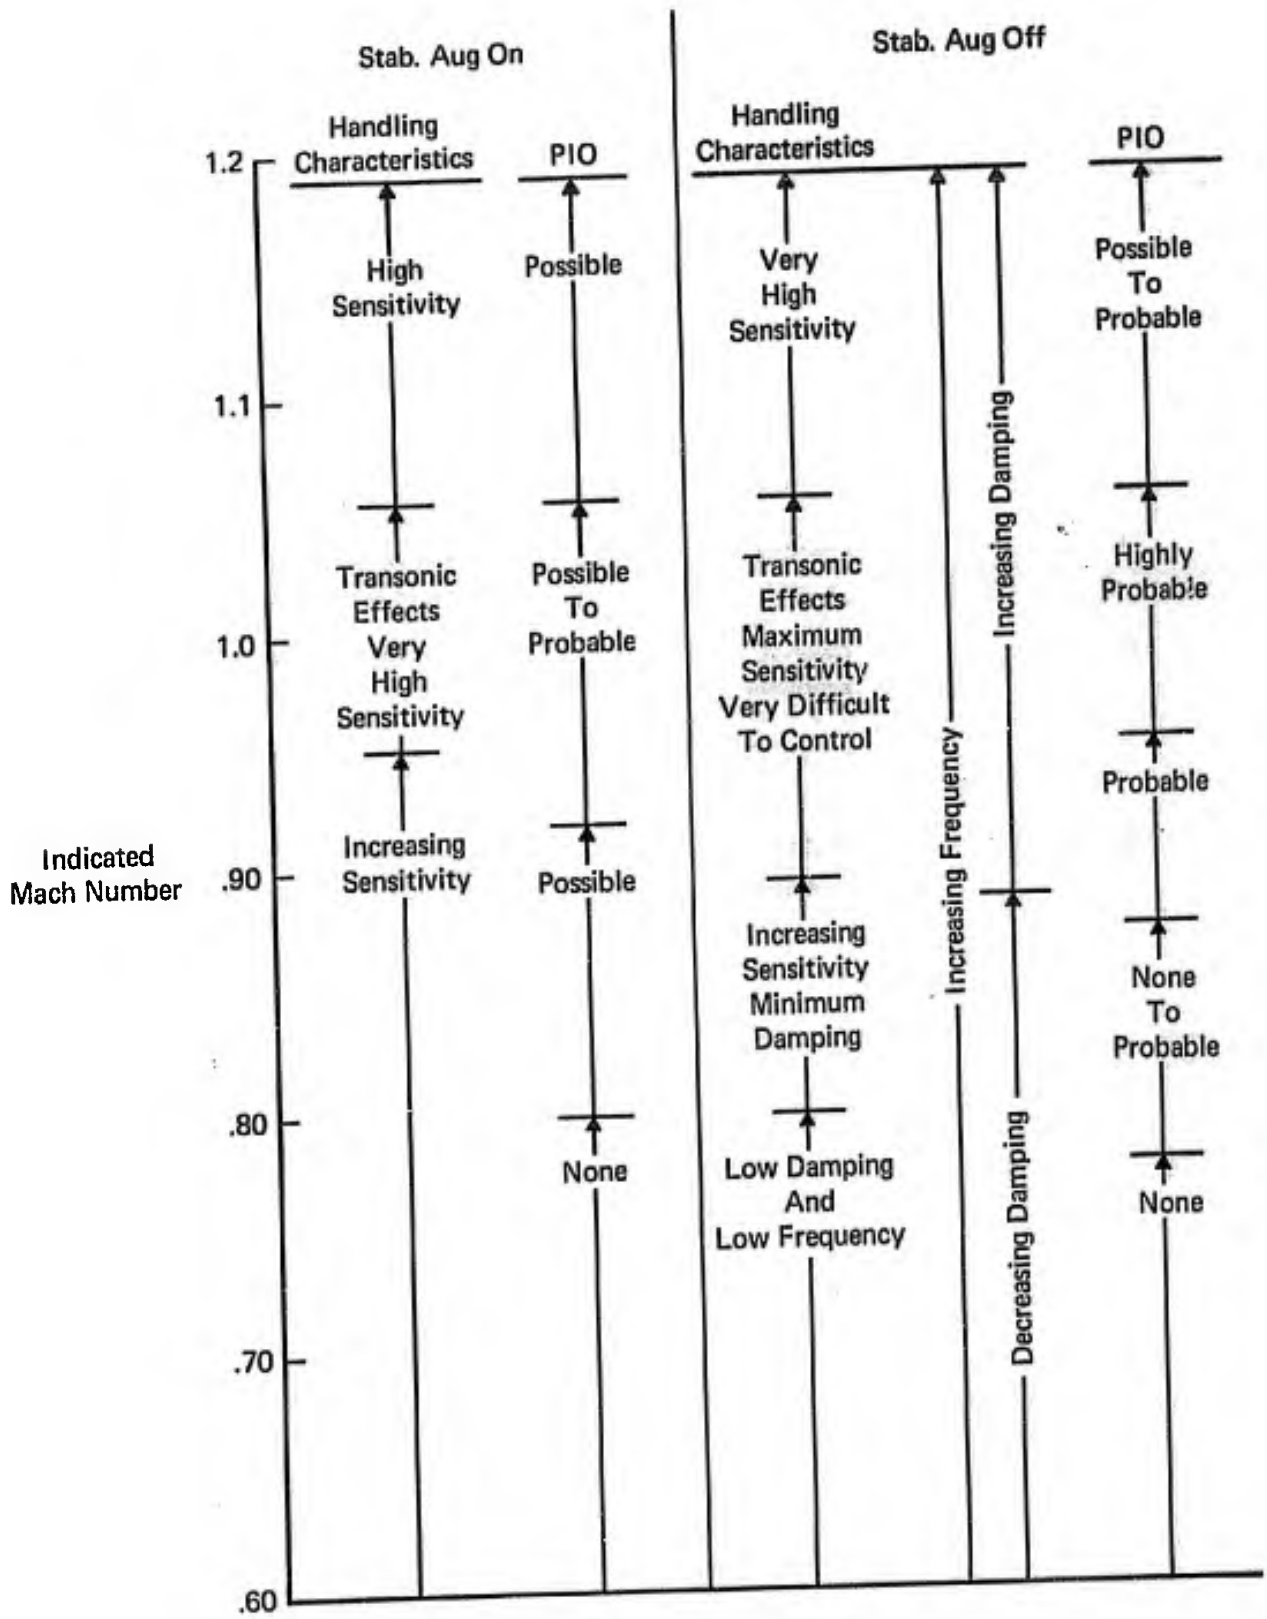 Stab. Aug On
Stab. Aug Off
Handling
Characteristics
PIO
Handling
Characteristics
PIO
1.2
High
Sensitivity
Possible
Very
High
Sensitivity
Possible
To
Probable
1.1
Transonic
Effects
Very
High
Sensitivity
Possible
To
Probable
Transonic
Effects
Maximum
Sensitivity
Very Difficult
To Control
Increasing Frequency
Increasing Damping
Highly
Probable
1.0
Probable
Indicated
Mach Number
.90
Increasing
Sensitivity
Possible
Increasing
Sensitivity
Minimum
Damping
None
To
Probable
.80
None
Low Damping
And
Low Frequency
Decreasing Damping
None
.70
.60